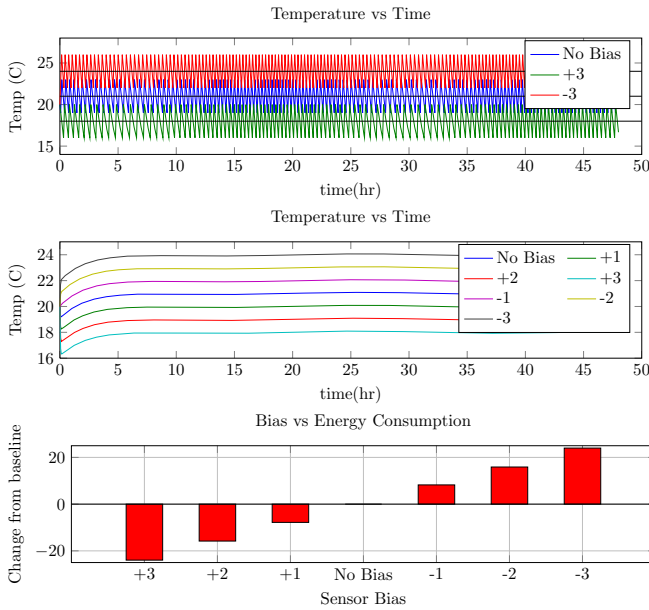 Temperature vs Time
Temp (C)
25
20
15
No Bias
+3
-3
0 5 10 15 20 25 30 35 40 45 50
time(hr)
Temperature vs Time
Temp (C)
24
22
20
18
16
No Bias +1
+2 +3
-1 -2
-3
0 5 10 15 20 25 30 35 40 45 50
time(hr)
Bias vs Energy Consumption
Change from baseline
20
0
−20
+3 +2 +1 No Bias -1 -2 -3
Sensor Bias